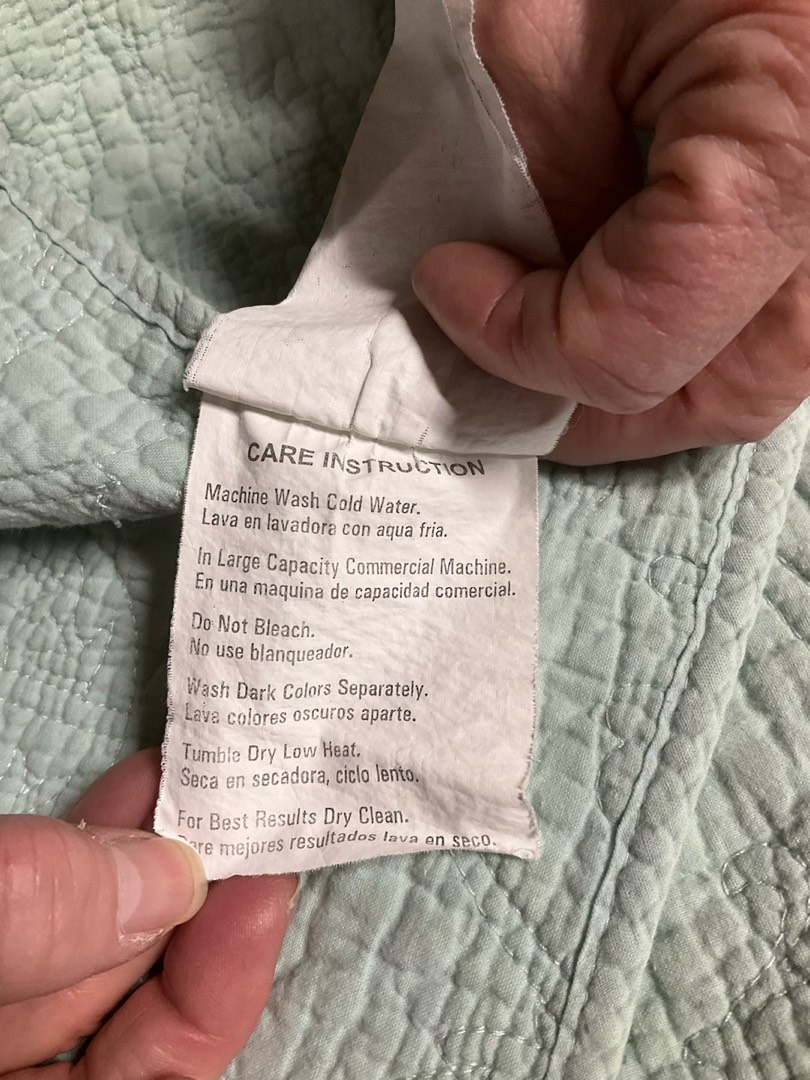 CARE INSTRUCTION
Machine Wash Cold Water.
Lava en lavadora con aqua fria.
In Large Capacity Commercial Machine.
En una maquina de capacidad comercial.
Do Not Bleach.
No use blanqueador.
Wash Dark Colors Separately.
Lava colores oscuros aparte.
Tumble Dry Low Heat.
Seca en secadora, ciclo lento.
For Best Results Dry Clean.
mejores resultados lava en seco.